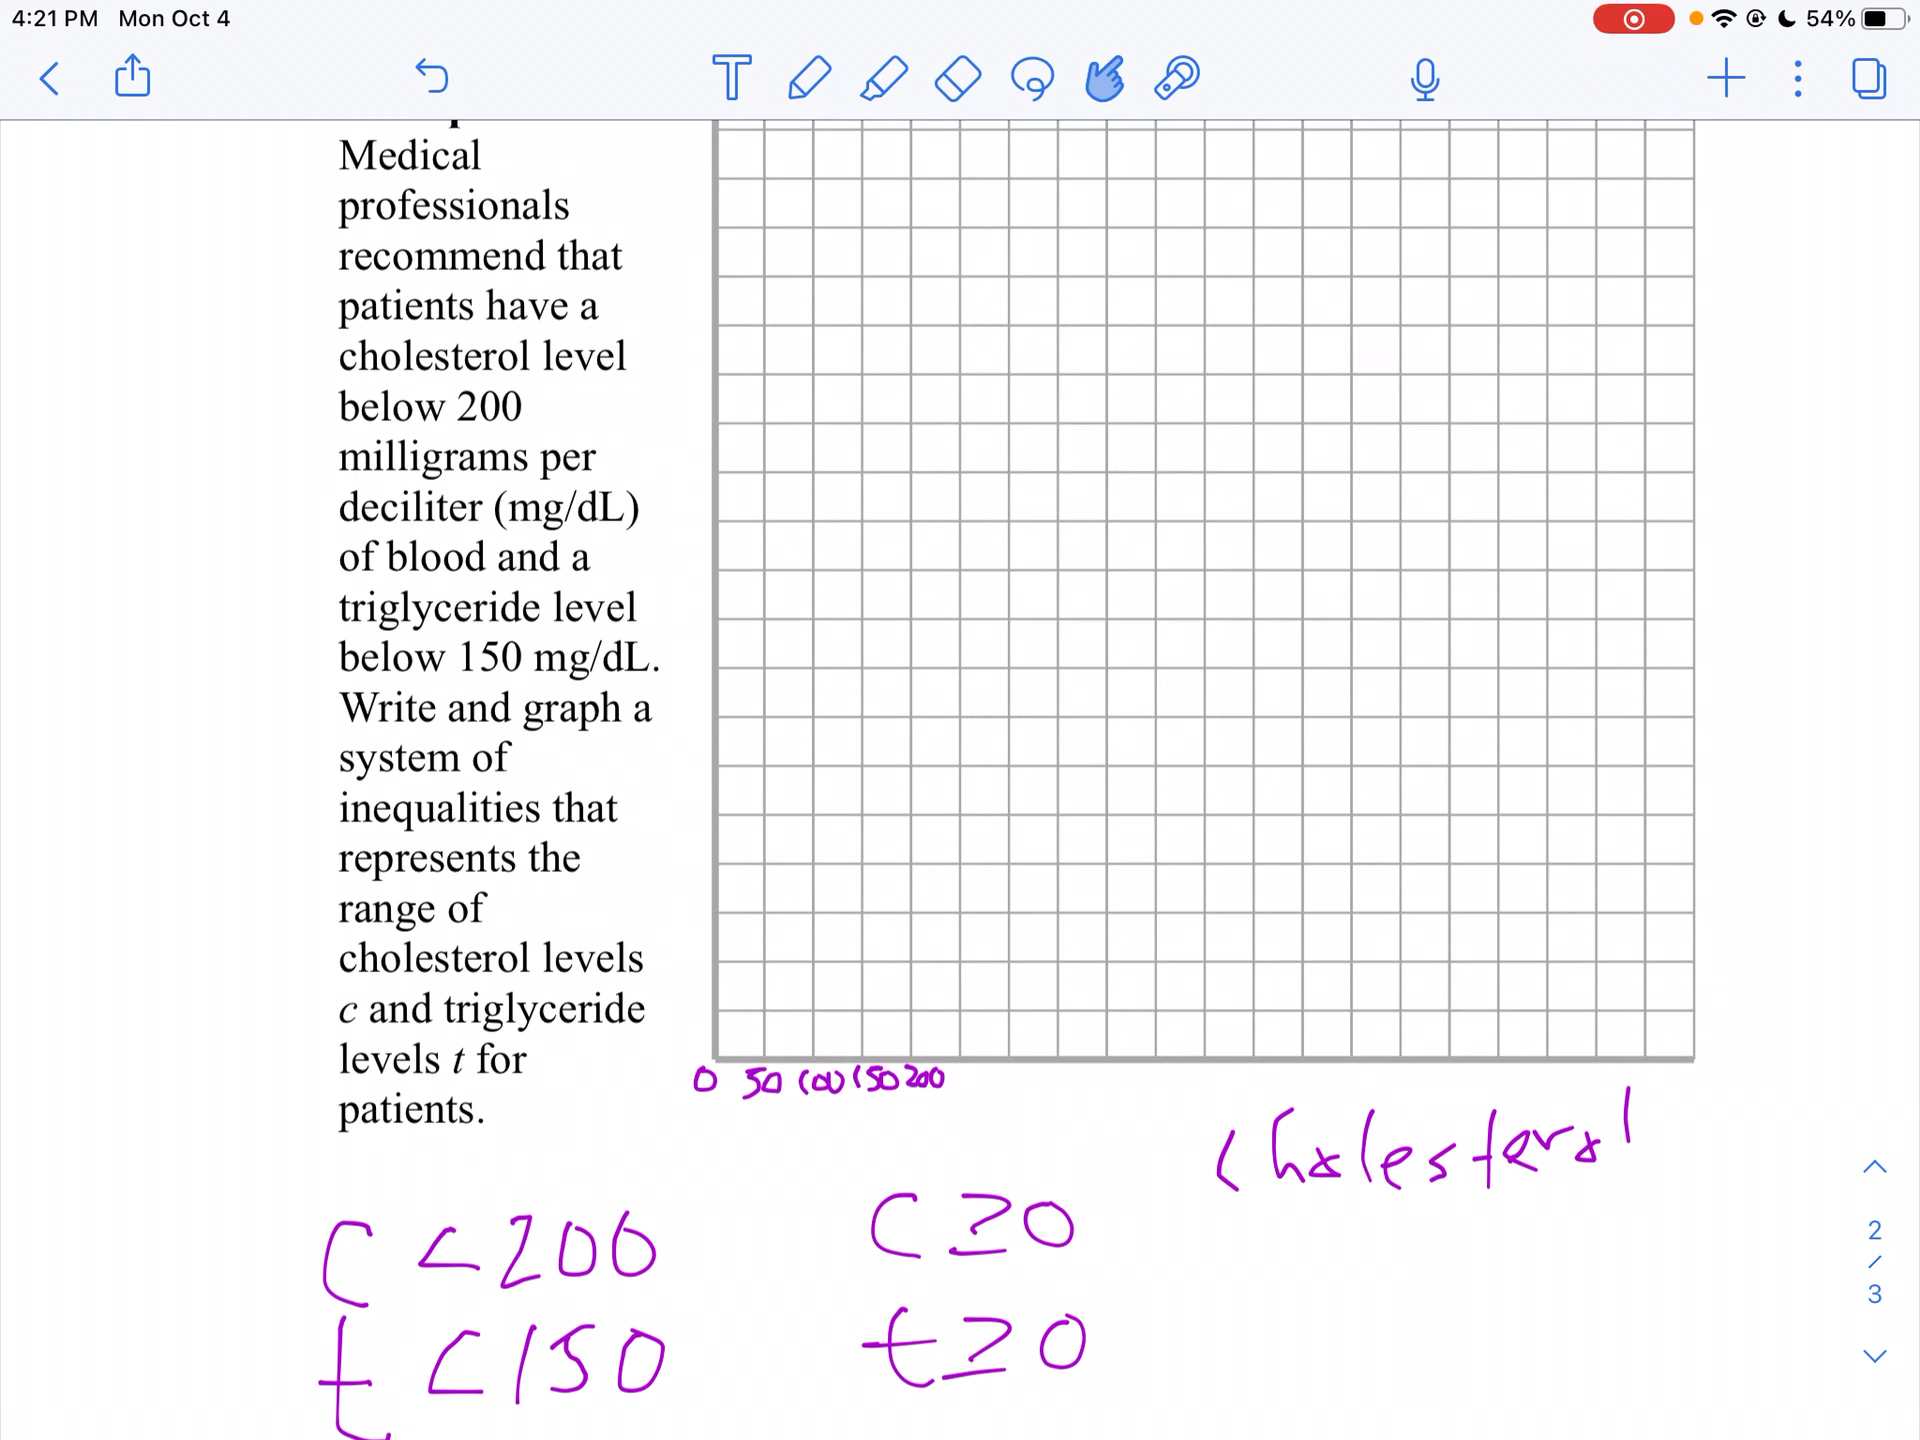 4:21 PM Mon Oct 4
54%
Medical
professionals
recommend that
patients have a
cholesterol level
below 200
milligrams per
deciliter (mg/dL)
of blood and a
triglyceride level
below 150 mg/dL.
Write and graph a
system of
inequalities that
represents the
range of
cholesterol levels
c and triglyceride
levels t for
patients.
0 50 100 150 200
Cholesterol
C < 200
C ≥ 0
t < 150
t ≥ 0
2
/
3